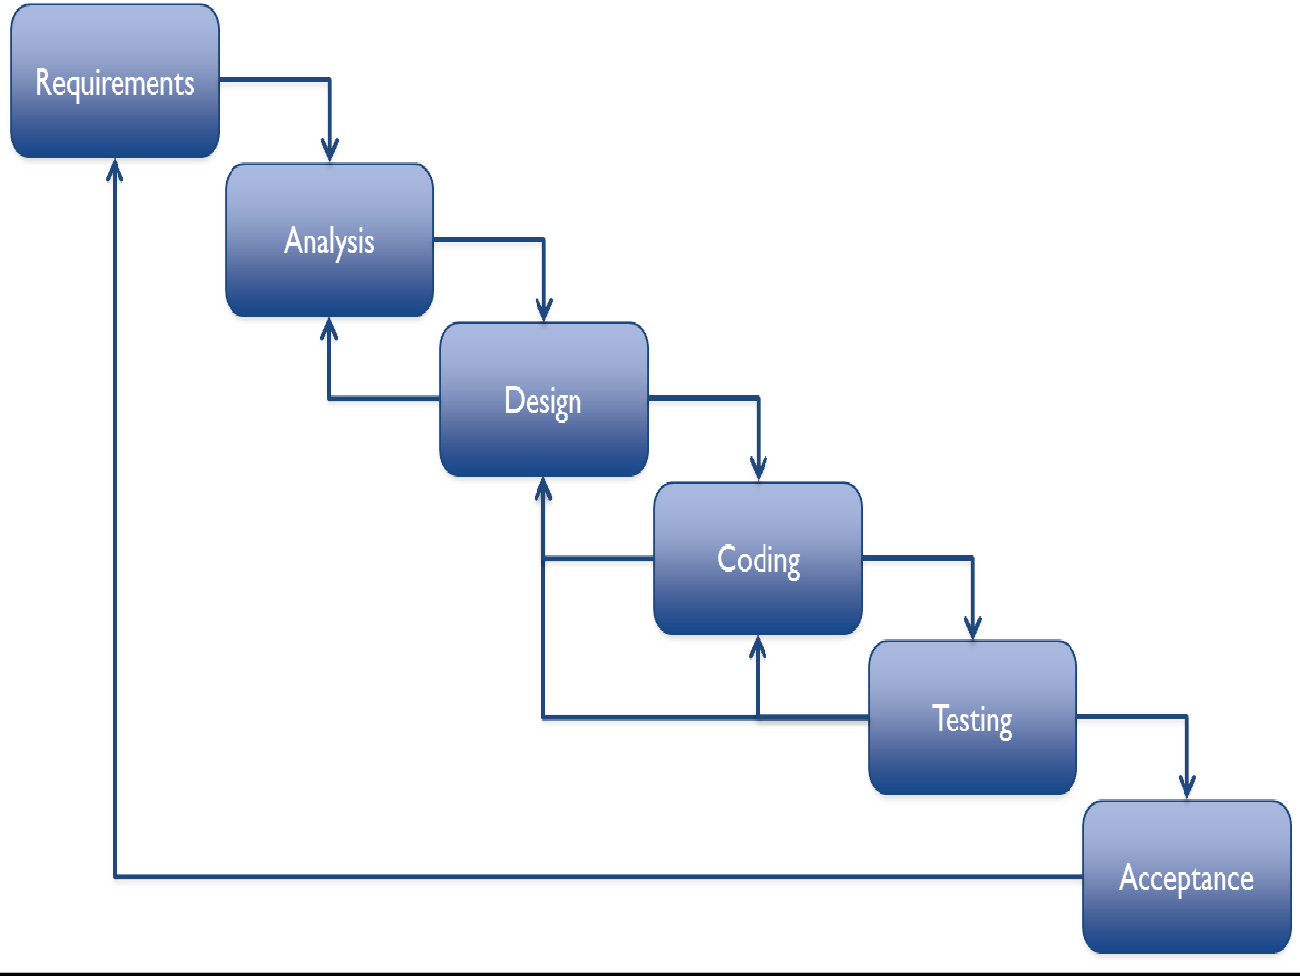 Requirements
Analysis
Design
Coding
Testing
Acceptance